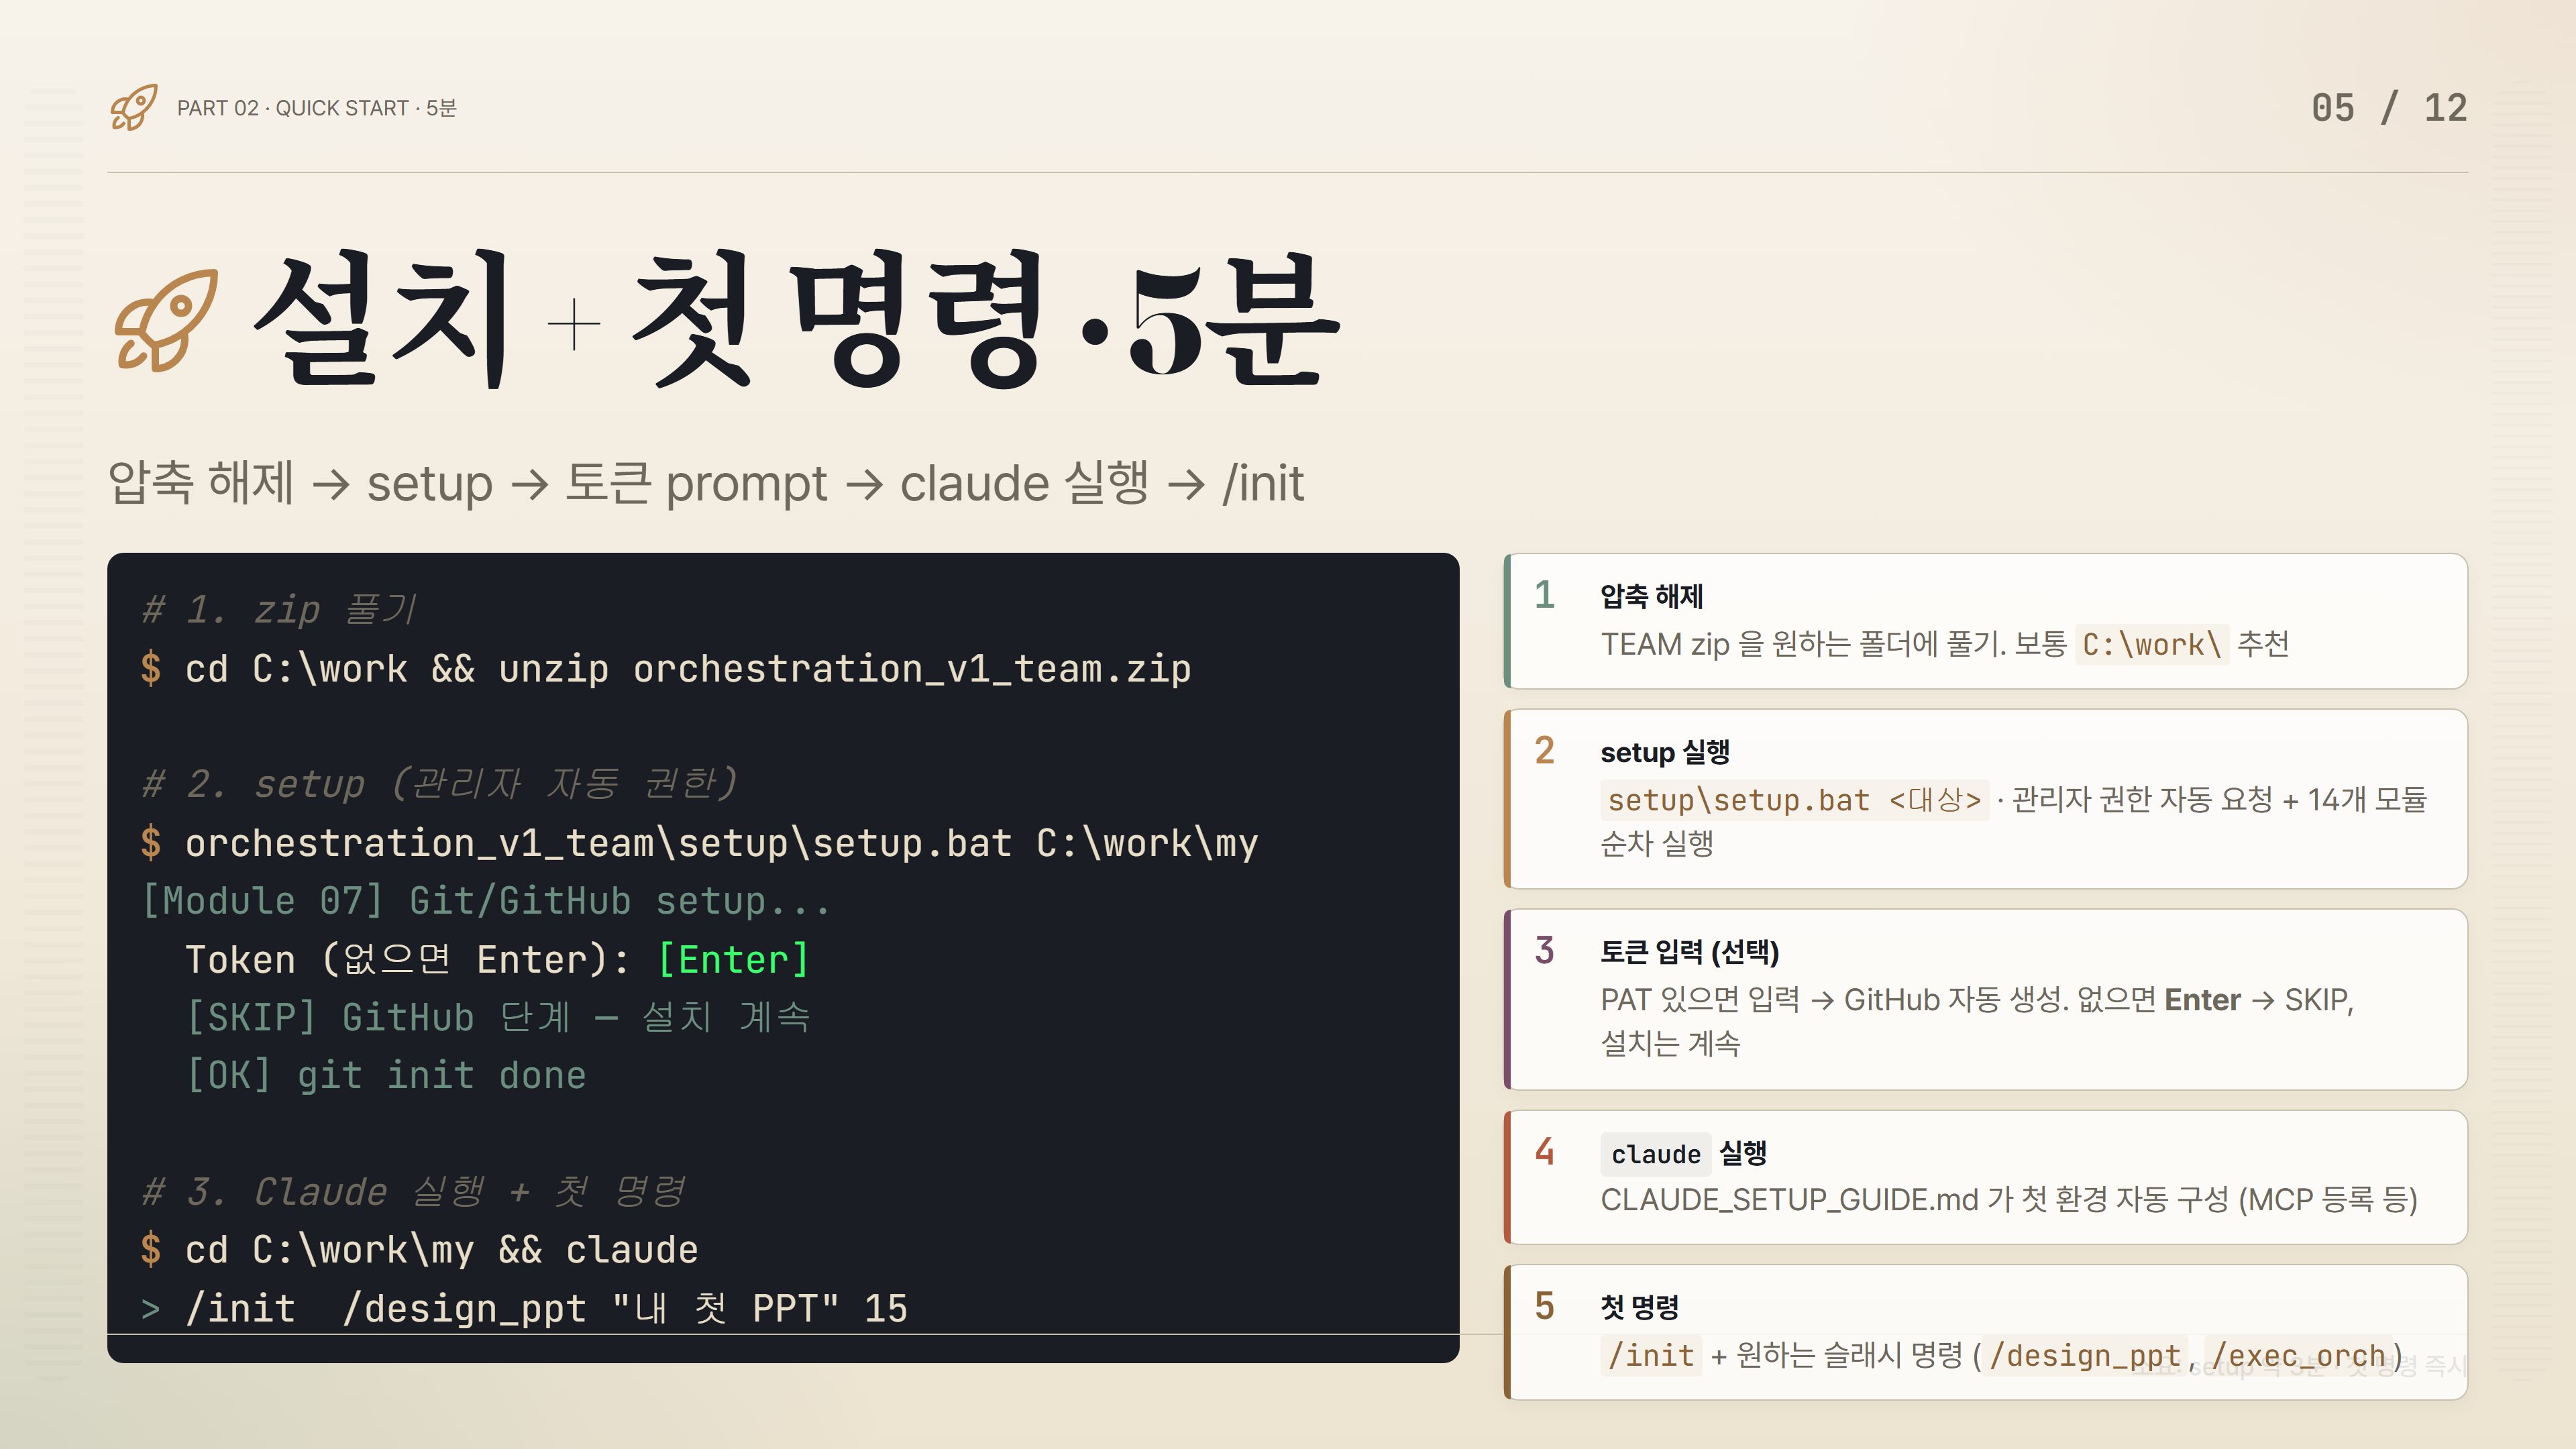 PART 02 · QUICK START · 5분
05 / 12
설치 + 첫 명령 · 5분
압축 해제 → setup → 토큰 prompt → claude 실행 → /init
# 1. zip 풀기
$ cd C:\work && unzip orchestration_v1_team.zip
# 2. setup (관리자 자동 권한)
$ orchestration_v1_team\setup\setup.bat C:\work\my
[Module 07] Git/GitHub setup...
Token (없으면 Enter): [Enter]
[SKIP] GitHub 단계 — 설치 계속
[OK] git init done
# 3. Claude 실행 + 첫 명령
$ cd C:\work\my && claude
> /init  /design_ppt "내 첫 PPT" 15
1 압축 해제
TEAM zip 을 원하는 폴더에 풀기. 보통 C:\work\ 추천
2 setup 실행
setup\setup.bat <대상> · 관리자 권한 자동 요청 + 14개 모듈
순차 실행
3 토큰 입력 (선택)
PAT 있으면 입력 → GitHub 자동 생성. 없으면 Enter → SKIP,
설치는 계속
4 claude 실행
CLAUDE_SETUP_GUIDE.md 가 첫 환경 자동 구성 (MCP 등록 등)
5 첫 명령
/init + 원하는 슬래시 명령 (/design_ppt, /exec_orch)
setup 약 3분 · 첫 명령 즉시